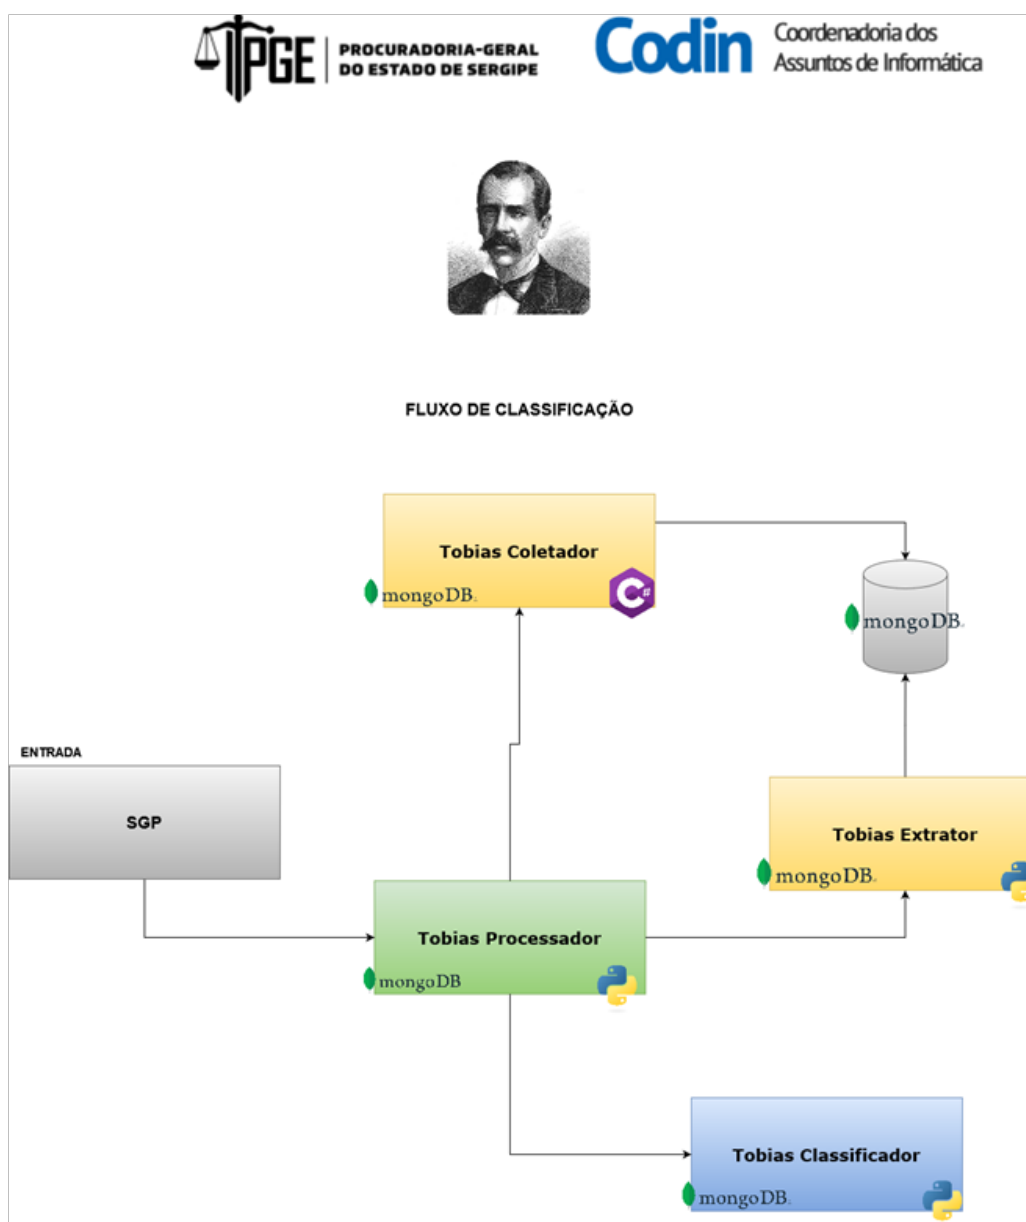 PGE
PROCURADORIA-GERAL
DO ESTADO DE SERGIPE
Codin
Coordenadoria dos
Assuntos de Informática
FLUXO DE CLASSIFICAÇÃO
Tobias Coletador
mongoDB
C#
mongoDB
ENTRADA
SGP
Tobias Extrator
mongoDB
Tobias Processador
mongoDB
Tobias Classificador
mongoDB